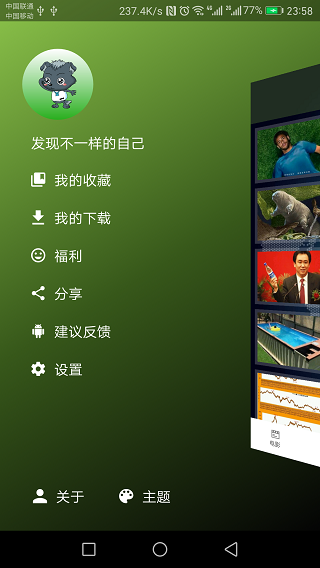 中国联通
中国移动
237.4K/s
4G
2G
77%
23:58
发现不一样的自己
我的收藏
我的下载
福利
分享
建议反馈
设置
关于
主题